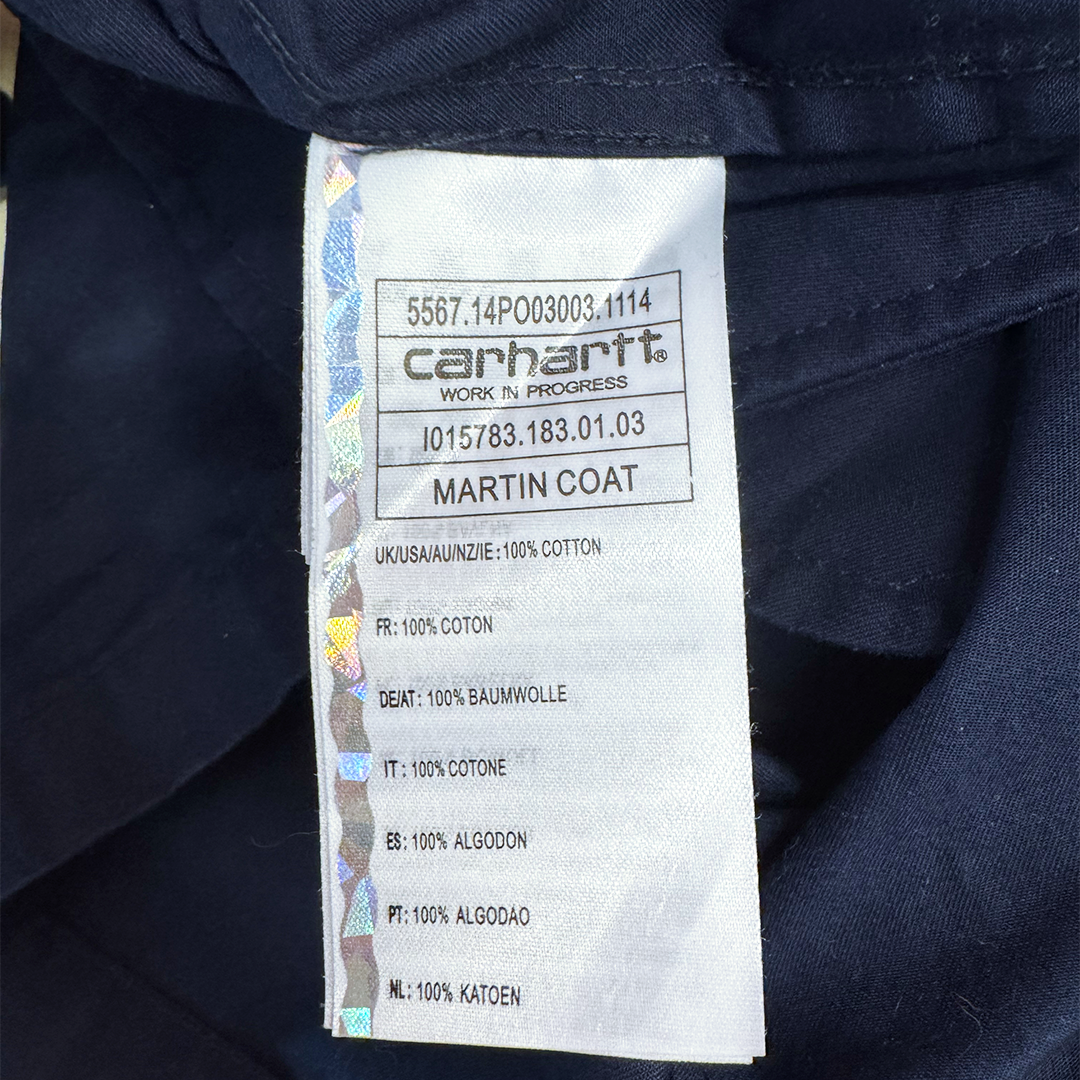 5567.14PO03003.1114
carhartt®
WORK IN PROGRESS
I015783.183.01.03
MARTIN COAT
UK/USA/AU/NZ/IE:100% COTTON
FR: 100% COTON
DE/AT: 100% BAUMWOLLE
IT: 100% COTONE
ES: 100% ALGODON
PT: 100% ALGODAO
NL: 100% KATOEN